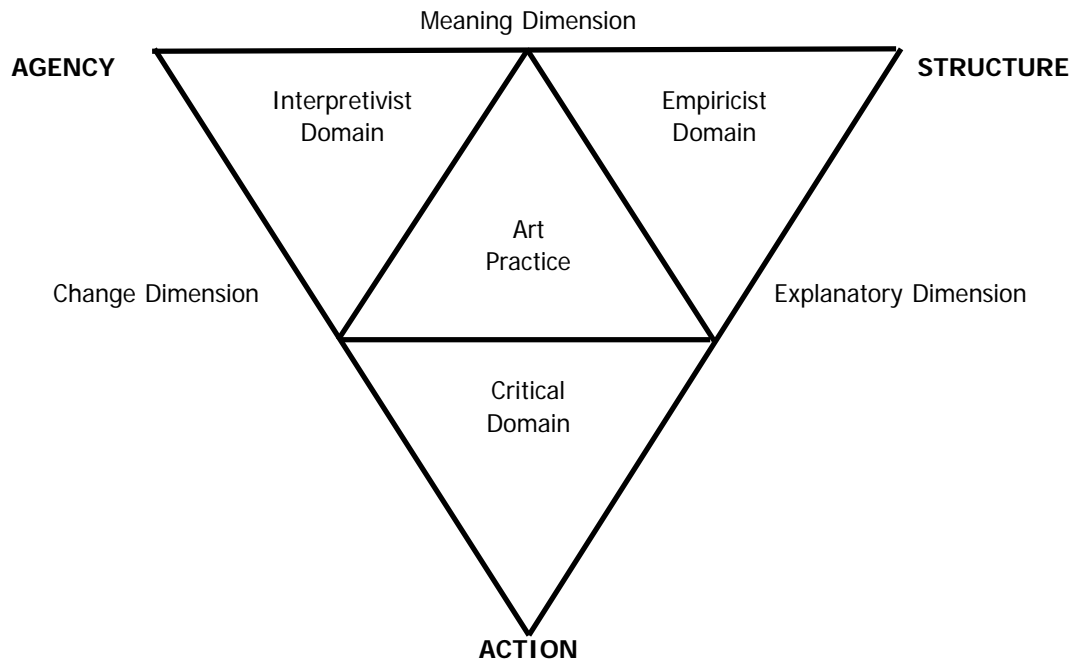 Meaning Dimension
AGENCY
STRUCTURE
Interpretivist
Domain
Empiricist
Domain
Art
Practice
Change Dimension
Explanatory Dimension
Critical
Domain
ACTION